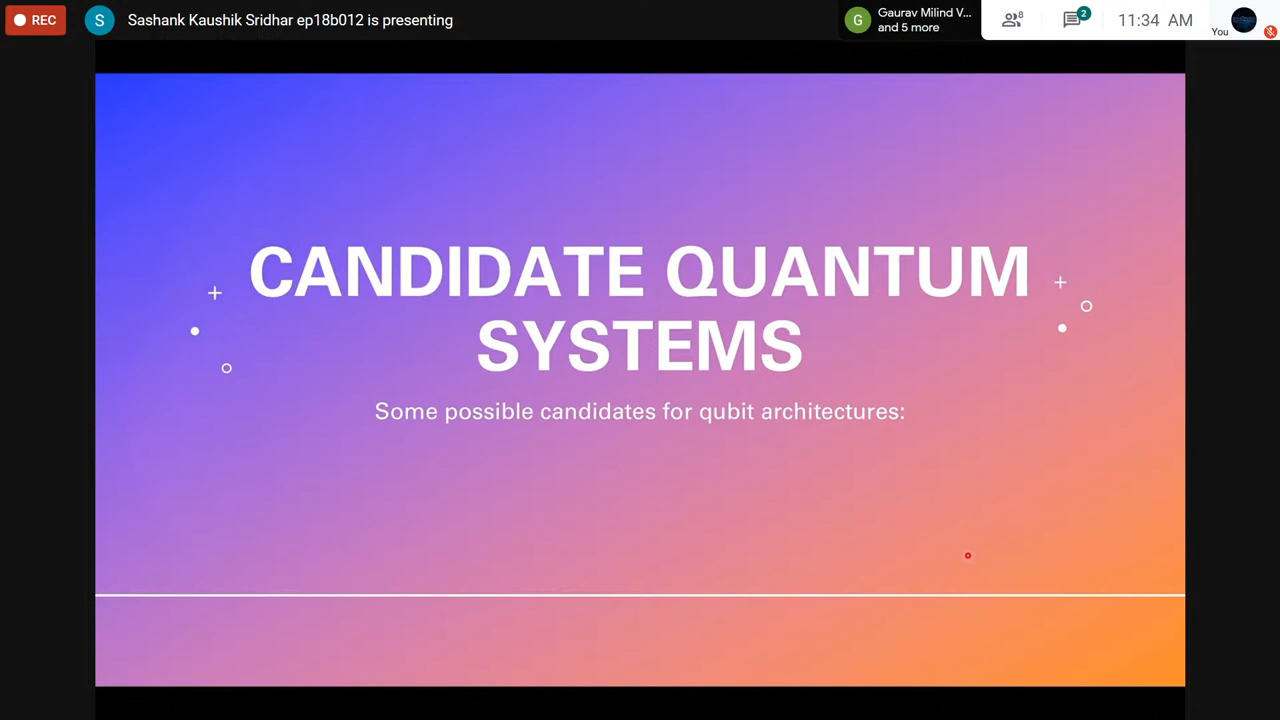 REC
S
Sashank Kaushik Sridhar ep18b012 is presenting
G
Gaurav Milind V...
and 5 more
8
2
11:34 AM
You
CANDIDATE QUANTUM
SYSTEMS
Some possible candidates for qubit architectures: